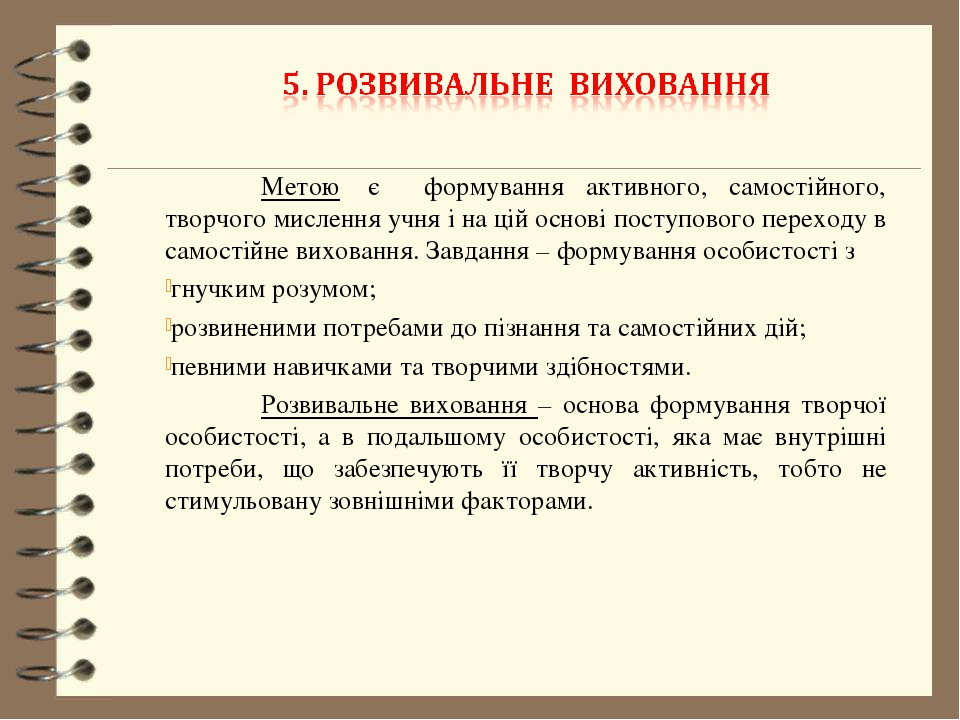 5. РОЗВИВАЛЬНЕ ВИХОВАННЯ
Метою є формування активного, самостійного,
творчого мислення учня і на цій основі поступового переходу в
самостійне виховання. Завдання – формування особистості з
гнучким розумом;
розвиненими потребами до пізнання та самостійних дій;
певними навичками та творчими здібностями.
Розвивальне виховання – основа формування творчої
особистості, а в подальшому особистості, яка має внутрішні
потреби, що забезпечують її творчу активність, тобто не
стимульовану зовнішніми факторами.